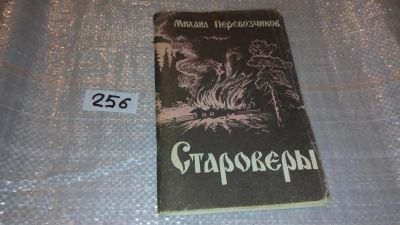 Михаил Перевозчиков
256
Староверы